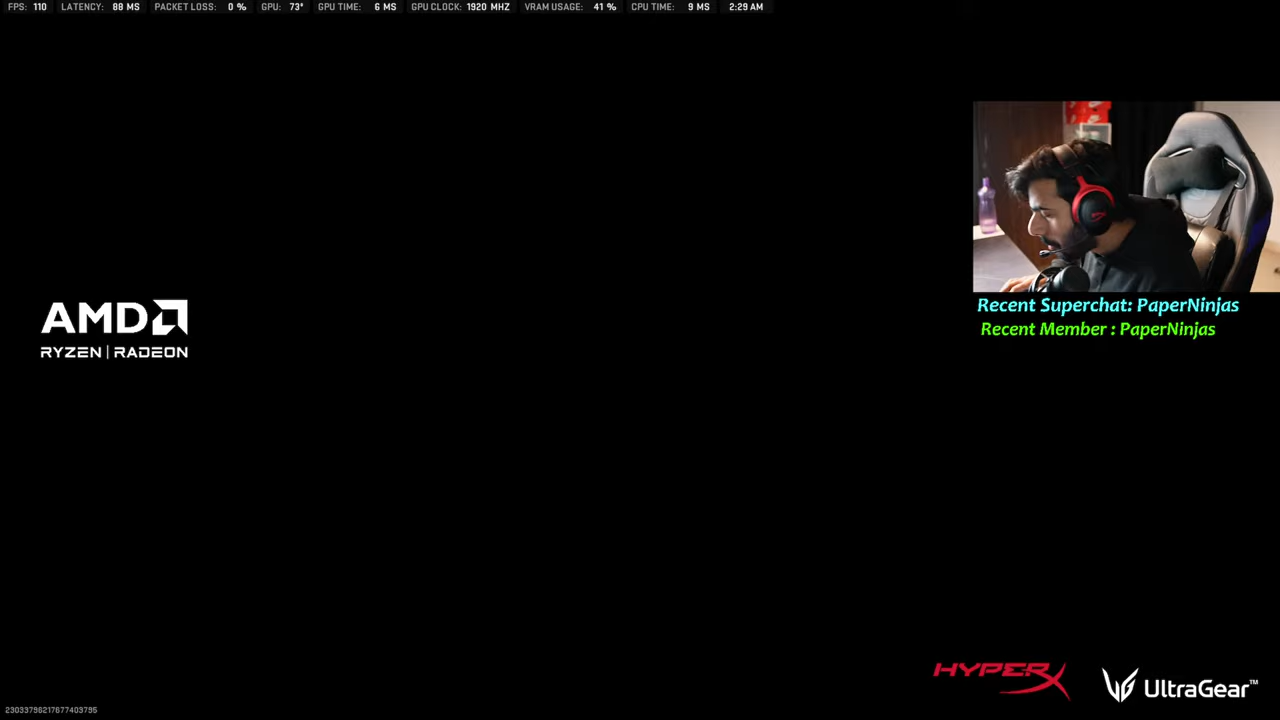 FPS: 110 LATENCY: 88 MS PACKET LOSS: 0 % GPU: 73° GPU TIME: 6 MS GPU CLOCK: 1920 MHZ VRAM USAGE: 41 % CPU TIME: 9 MS 2:29 AM
Recent Superchat: PaperNinjas
Recent Member : PaperNinjas
AMD
RYZEN | RADEON
HYPERX
UltraGear™
23033796217677403795